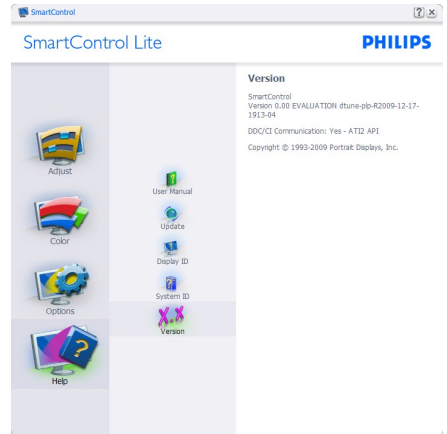 SmartControl
SmartControl Lite
PHILIPS
Adjust
Color
Options
Help
User Manual
Update
Display ID
System ID
X.X
Version
Version
SmartControl
Version 0.00 EVALUATION dtune-plp-R2009-12-17-
1913-04
DDC/CI Communication: Yes - ATI2 API
Copyright © 1993-2009 Portrait Displays, Inc.